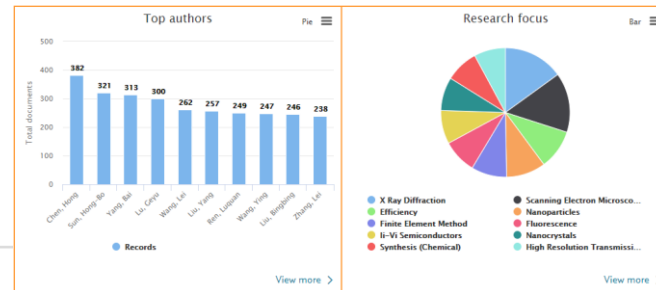 Top authors
Pie
Total documents
500
400
300
200
100
0
382
321
313
300
262
257
249
247
246
238
Chen, Hong
Sun, Hong-Bo
Yang, Bai
Lu, Geyu
Wang, Lei
Liu, Yang
Ren, Luquan
Wang, Ying
Liu, Bingbing
Zhang, Lei
Records
View more >
Research focus
Bar
X Ray Diffraction
Scanning Electron Microsco...
Efficiency
Nanoparticles
Finite Element Method
Fluorescence
Ii-Vi Semiconductors
Nanocrystals
Synthesis (Chemical)
High Resolution Transmissi...
View more